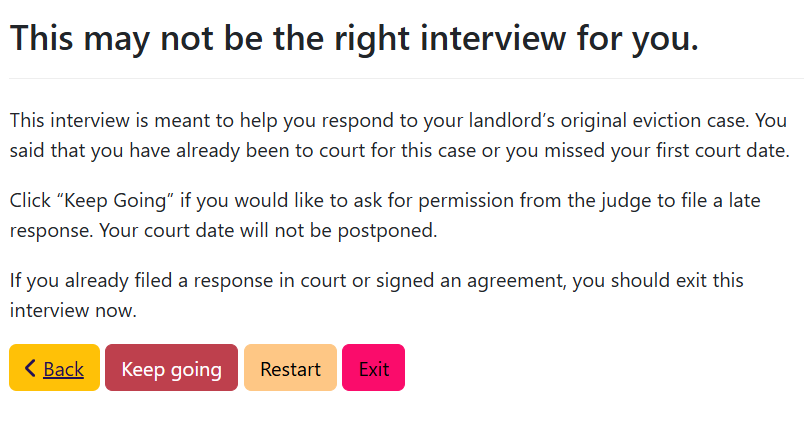 This may not be the right interview for you.
This interview is meant to help you respond to your landlord’s original eviction case. You
said that you have already been to court for this case or you missed your first court date.
Click “Keep Going” if you would like to ask for permission from the judge to file a late
response. Your court date will not be postponed.
If you already filed a response in court or signed an agreement, you should exit this
interview now.
Back Keep going Restart Exit